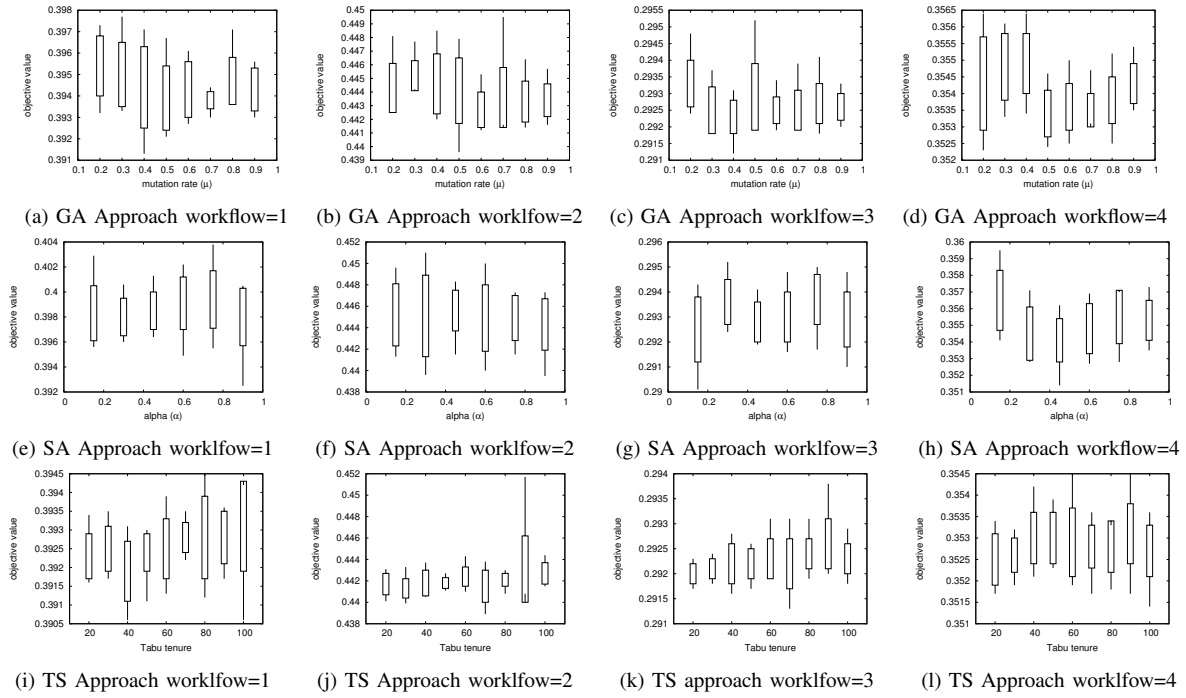 0.398
0.397
0.396
0.395
0.394
0.393
0.392
0.391
objective value
0.1 0.2 0.3 0.4 0.5 0.6 0.7 0.8 0.9 1
mutation rate (μ)
(a) GA Approach workflow=1
0.45
0.449
0.448
0.447
0.446
0.445
0.444
0.443
0.442
0.441
0.44
0.439
objective value
0.1 0.2 0.3 0.4 0.5 0.6 0.7 0.8 0.9 1
mutation rate (μ)
(b) GA Approach worklfow=2
0.2955
0.295
0.2945
0.294
0.2935
0.293
0.2925
0.292
0.2915
0.291
objective value
0.1 0.2 0.3 0.4 0.5 0.6 0.7 0.8 0.9 1
mutation rate (μ)
(c) GA Approach worklfow=3
0.3565
0.356
0.3555
0.355
0.3545
0.354
0.3535
0.353
0.3525
0.352
objective value
0.1 0.2 0.3 0.4 0.5 0.6 0.7 0.8 0.9 1
mutation rate (μ)
(d) GA Approach workflow=4
0.404
0.402
0.4
0.398
0.396
0.394
0.392
objective value
0 0.2 0.4 0.6 0.8 1
alpha (α)
(e) SA Approach worklfow=1
0.452
0.45
0.448
0.446
0.444
0.442
0.44
0.438
objective value
0 0.2 0.4 0.6 0.8 1
alpha (α)
(f) SA Approach worklfow=2
0.296
0.295
0.294
0.293
0.292
0.291
0.29
objective value
0 0.2 0.4 0.6 0.8 1
alpha (α)
(g) SA Approach worklfow=3
0.36
0.359
0.358
0.357
0.356
0.355
0.354
0.353
0.352
0.351
objective value
0 0.2 0.4 0.6 0.8 1
alpha (α)
(h) SA Approach workflow=4
0.3945
0.394
0.3935
0.393
0.3925
0.392
0.3915
0.391
0.3905
objective value
20 40 60 80 100
Tabu tenure
(i) TS Approach worklfow=1
0.452
0.45
0.448
0.446
0.444
0.442
0.44
0.438
objective value
20 40 60 80 100
Tabu tenure
(j) TS Approach worklfow=2
0.294
0.2935
0.293
0.2925
0.292
0.2915
0.291
objective value
20 40 60 80 100
Tabu tenure
(k) TS approach worklfow=3
0.3545
0.354
0.3535
0.353
0.3525
0.352
0.3515
0.351
objective value
20 40 60 80 100
Tabu tenure
(l) TS Approach worklfow=4